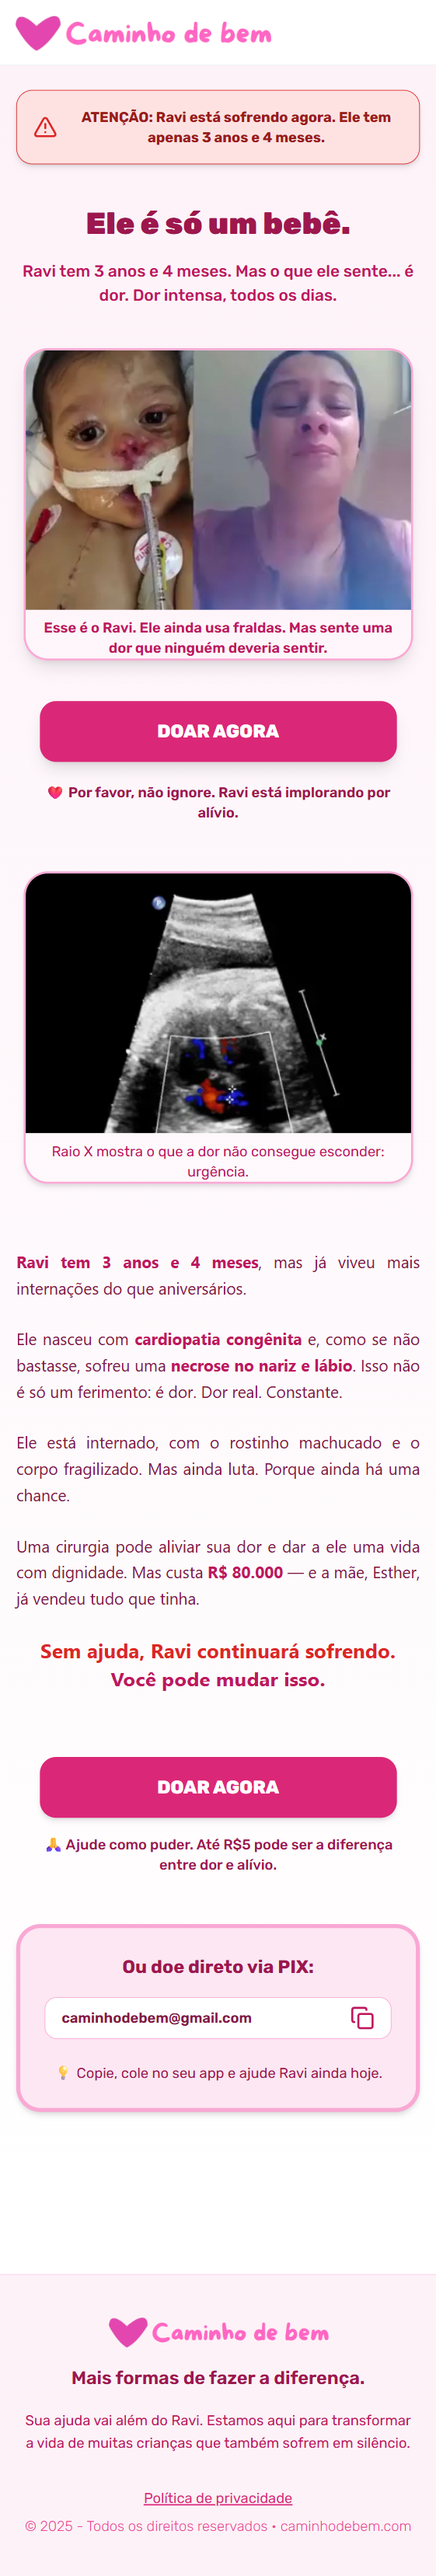 Caminho de bem
ATENÇÃO: Ravi está sofrendo agora. Ele tem
apenas 3 anos e 4 meses.
Ele é só um bebê.
Ravi tem 3 anos e 4 meses. Mas o que ele sente... é
dor. Dor intensa, todos os dias.
Esse é o Ravi. Ele ainda usa fraldas. Mas sente uma
dor que ninguém deveria sentir.
DOAR AGORA
❤️ Por favor, não ignore. Ravi está implorando por
alívio.
Raio X mostra o que a dor não consegue esconder:
urgência.
Ravi tem 3 anos e 4 meses, mas já viveu mais
internações do que aniversários.
Ele nasceu com cardiopatia congênita e, como se não
bastasse, sofreu uma necrose no nariz e lábio. Isso não
é só um ferimento: é dor. Dor real. Constante.
Ele está internado, com o rostinho machucado e o
corpo fragilizado. Mas ainda luta. Porque ainda há uma
chance.
Uma cirurgia pode aliviar sua dor e dar a ele uma vida
com dignidade. Mas custa R$ 80.000 — e a mãe, Esther,
já vendeu tudo que tinha.
Sem ajuda, Ravi continuará sofrendo.
Você pode mudar isso.
DOAR AGORA
🙏 Ajude como puder. Até R$5 pode ser a diferença
entre dor e alívio.
Ou doe direto via PIX:
caminhodebem@gmail.com
💡 Copie, cole no seu app e ajude Ravi ainda hoje.
Caminho de bem
Mais formas de fazer a diferença.
Sua ajuda vai além do Ravi. Estamos aqui para transformar
a vida de muitas crianças que também sofrem em silêncio.
Política de privacidade
© 2025 - Todos os direitos reservados • caminhodebem.com